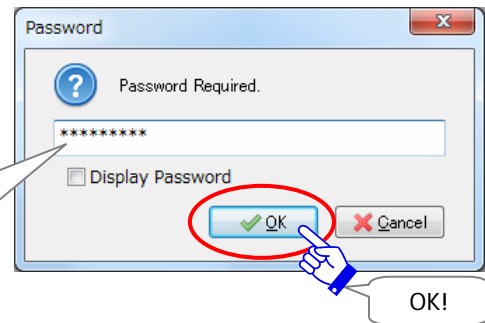 Password
Password Required.
*********
Display Password
OK
Cancel
OK!